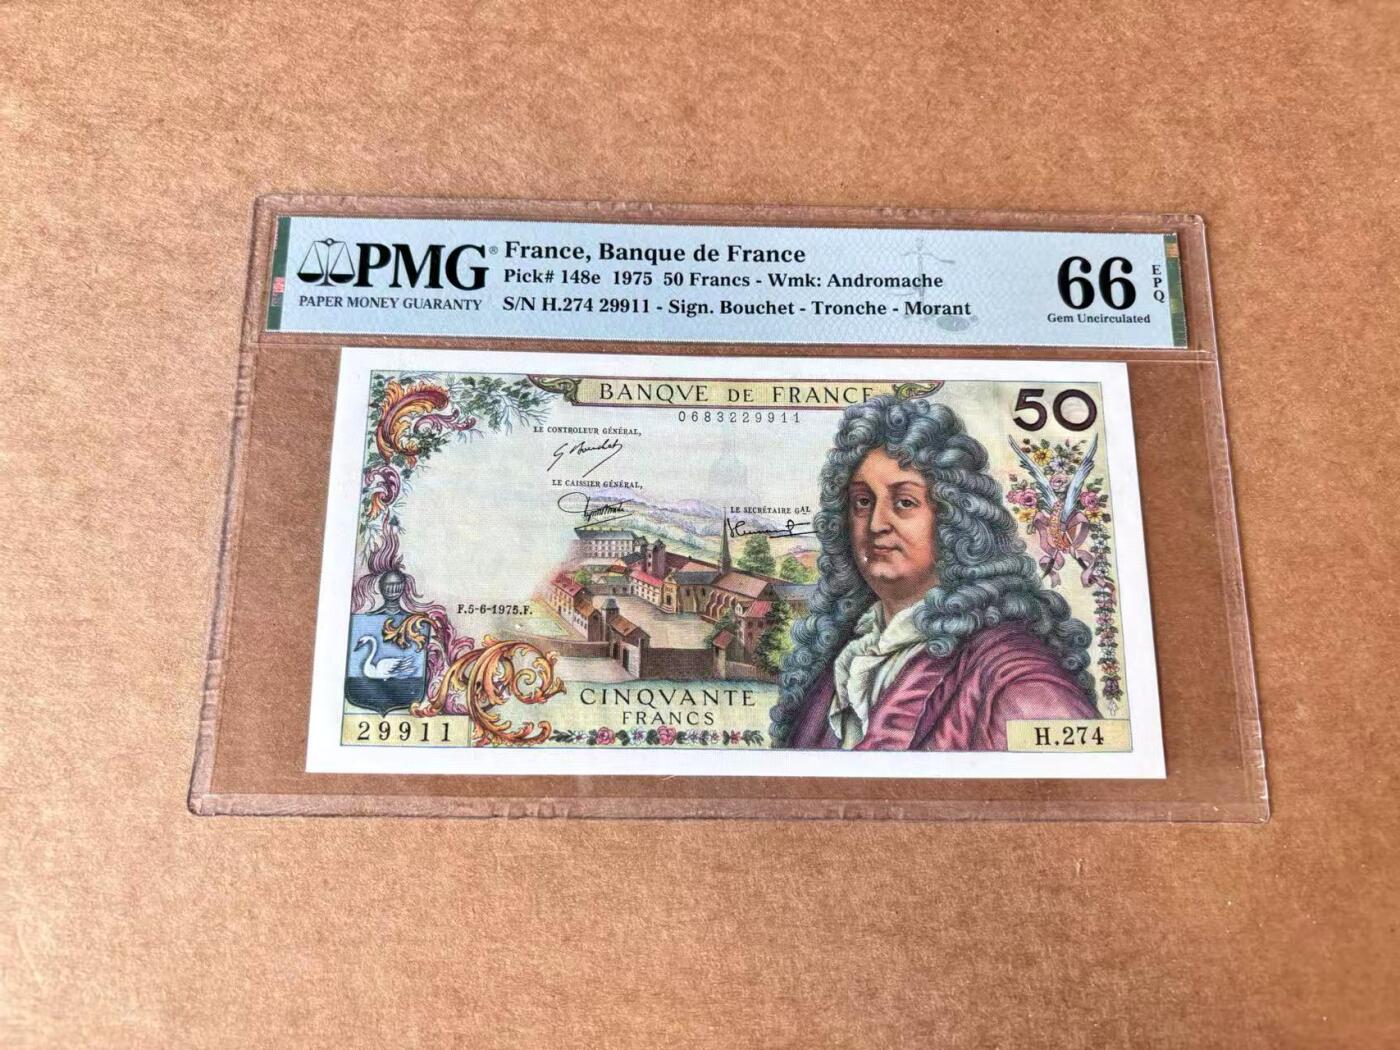 PMG®
PAPER MONEY GUARANTY
France, Banque de France
Pick# 148e 1975 50 Francs - Wmk: Andromache
S/N H.274 29911 - Sign. Bouchet - Tronche - Morant
66
EPQ
Gem Uncirculated
BANQVE DE FRANCE
0683229911
50
LE CONTROLEUR GÉNÉRAL,
LE CAISSIER GÉNÉRAL,
LE SECRÉTAIRE GAL
F.5-6-1975.F.
CINQVANTE
FRANCS
29911
H.274